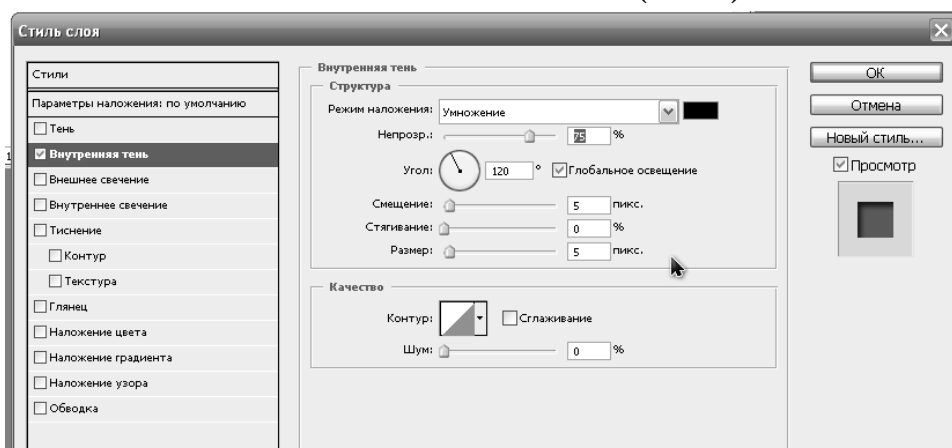 Стиль слоя
Стили
Параметры наложения: по умолчанию
Тень
Внутренняя тень
Внешнее свечение
Внутреннее свечение
Тиснение
Контур
Текстура
Глянец
Наложение цвета
Наложение градиента
Наложение узора
Обводка
Внутренняя тень
Структура
Режим наложения: Умножение
Непрозр.: 75 %
Угол: 120 ° Глобальное освещение
Смещение: 5 пикс.
Стягивание: 0 %
Размер: 5 пикс.
Качество
Контур: Сглаживание
Шум: 0 %
ОК
Отмена
Новый стиль...
Просмотр